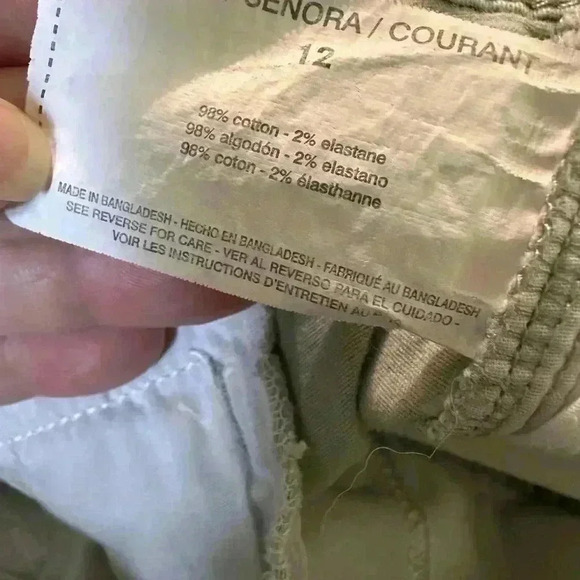 SEÑORA / COURANT
12
98% cotton - 2% elastane
98% algodón - 2% elastano
98% coton - 2% élasthanne
MADE IN BANGLADESH - HECHO EN BANGLADESH - FABRIQUÉ AU BANGLADESH
SEE REVERSE FOR CARE - VER AL REVERSO PARA EL CUIDADO -
VOIR LES INSTRUCTIONS D'ENTRETIEN AU